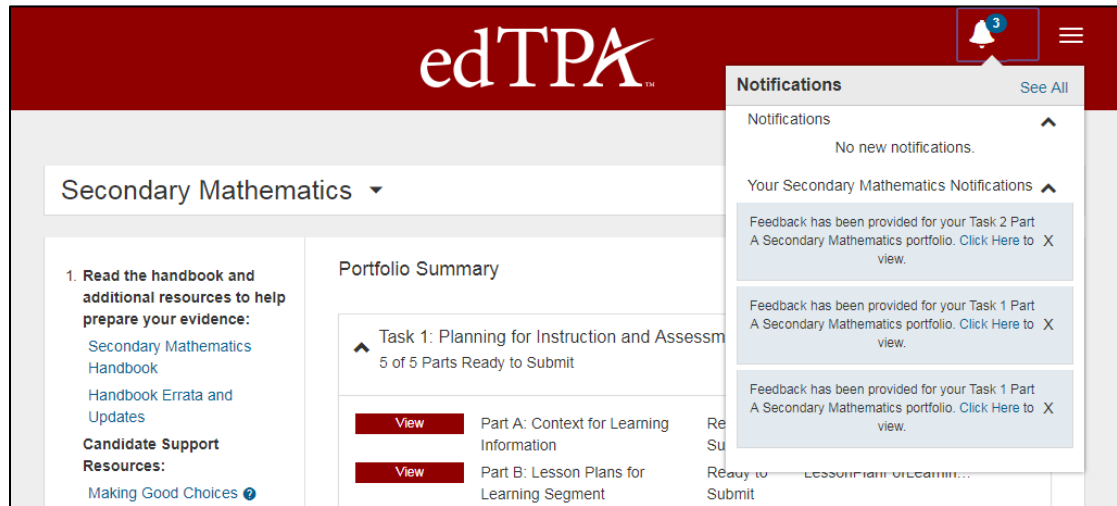 edTPA™
3
Notifications See All
Notifications
No new notifications.
Your Secondary Mathematics Notifications
Feedback has been provided for your Task 2 Part
A Secondary Mathematics portfolio. Click Here to X
view.
Feedback has been provided for your Task 1 Part
A Secondary Mathematics portfolio. Click Here to X
view.
Feedback has been provided for your Task 1 Part
A Secondary Mathematics portfolio. Click Here to X
view.
Secondary Mathematics
1. Read the handbook and
additional resources to help
prepare your evidence:
Secondary Mathematics
Handbook
Handbook Errata and
Updates
Candidate Support
Resources:
Making Good Choices ?
Portfolio Summary
Task 1: Planning for Instruction and Assessm
5 of 5 Parts Ready to Submit
View Part A: Context for Learning Re
Information Su
View Part B: Lesson Plans for Ready to
Learning Segment Submit